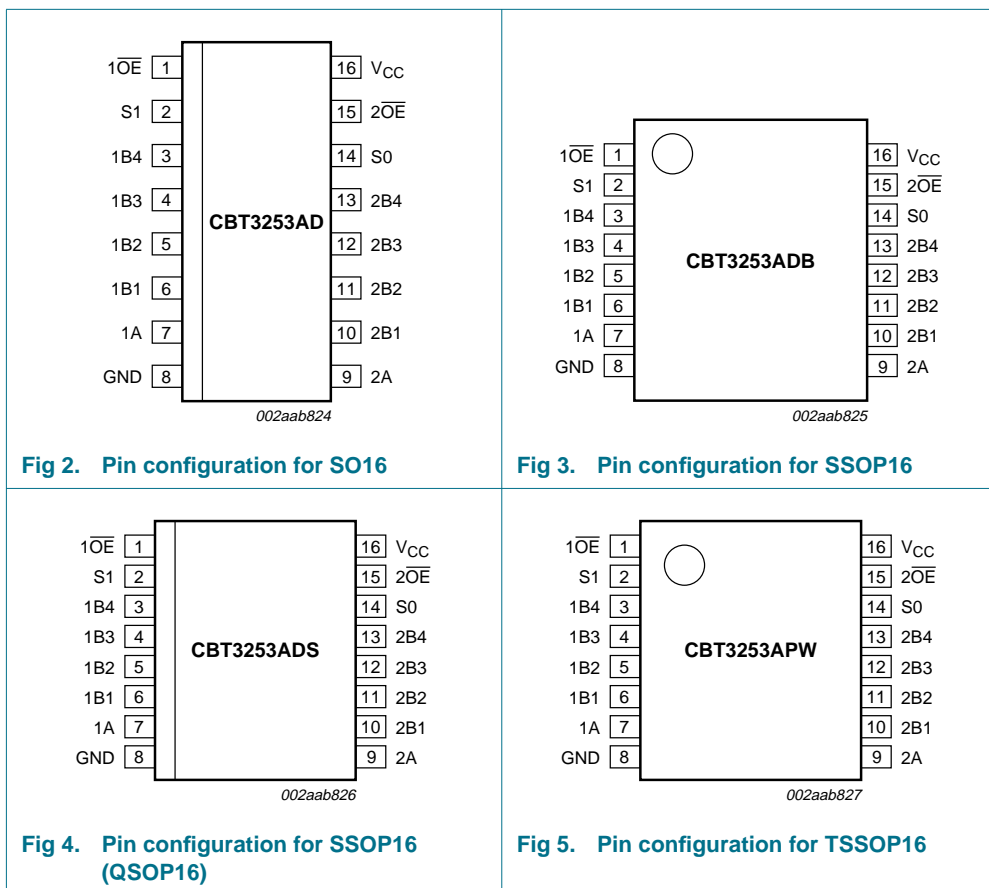 1O̅E̅ 1 16 VCC
S1 2 15 2O̅E̅
1B4 3 14 S0
1B3 4 13 2B4
CBT3253AD
1B2 5 12 2B3
1B1 6 11 2B2
1A 7 10 2B1
GND 8 9 2A
002aab824
Fig 2. Pin configuration for SO16
1O̅E̅ 1 16 VCC
S1 2 15 2O̅E̅
1B4 3 14 S0
1B3 4 13 2B4
CBT3253ADB
1B2 5 12 2B3
1B1 6 11 2B2
1A 7 10 2B1
GND 8 9 2A
002aab825
Fig 3. Pin configuration for SSOP16
1O̅E̅ 1 16 VCC
S1 2 15 2O̅E̅
1B4 3 14 S0
1B3 4 13 2B4
CBT3253ADS
1B2 5 12 2B3
1B1 6 11 2B2
1A 7 10 2B1
GND 8 9 2A
002aab826
Fig 4. Pin configuration for SSOP16
(QSOP16)
1O̅E̅ 1 16 VCC
S1 2 15 2O̅E̅
1B4 3 14 S0
1B3 4 13 2B4
CBT3253APW
1B2 5 12 2B3
1B1 6 11 2B2
1A 7 10 2B1
GND 8 9 2A
002aab827
Fig 5. Pin configuration for TSSOP16